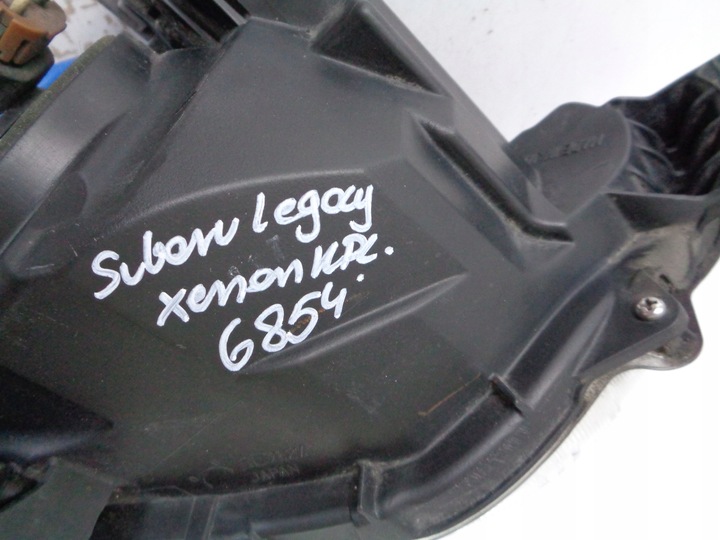 Subaru Legacy
xenon KPL.
6854.